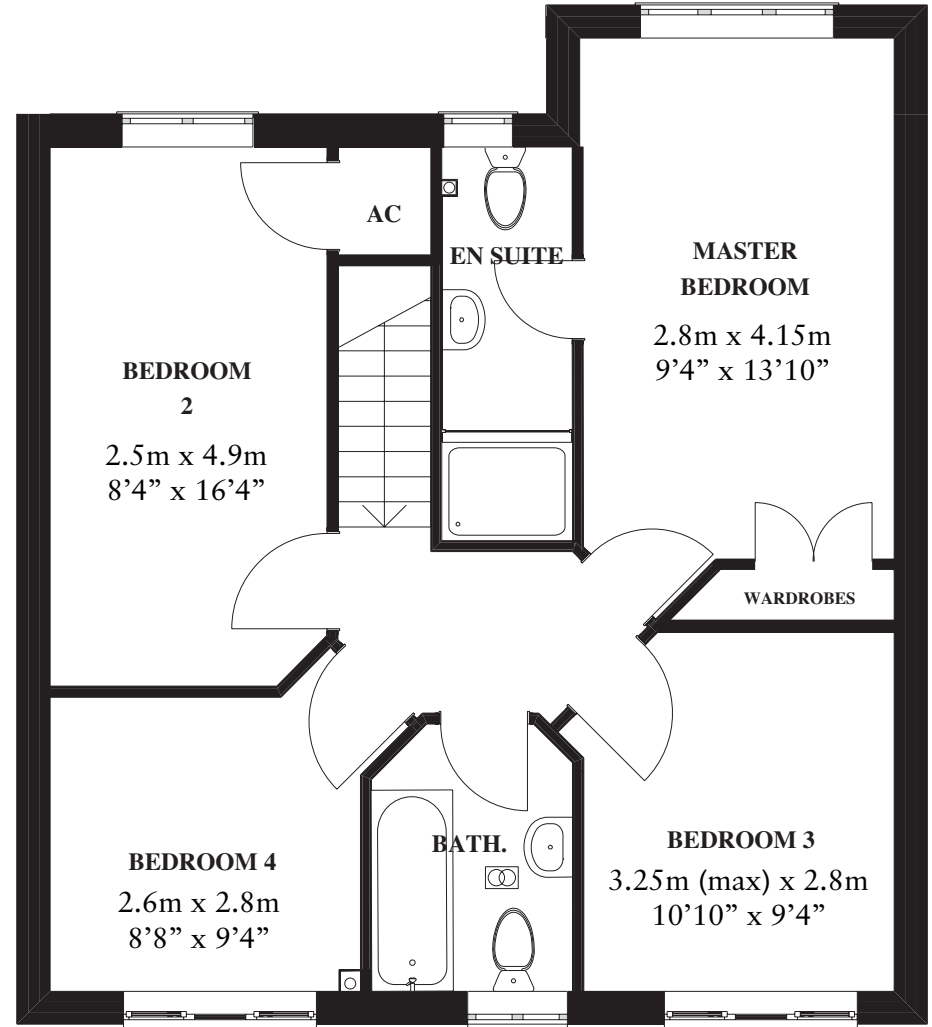 AC
EN SUITE
MASTER
BEDROOM
2.8m x 4.15m
9’4” x 13’10”
BEDROOM
2
2.5m x 4.9m
8’4” x 16’4”
WARDROBES
BATH.
BEDROOM 3
3.25m (max) x 2.8m
10’10” x 9’4”
BEDROOM 4
2.6m x 2.8m
8’8” x 9’4”